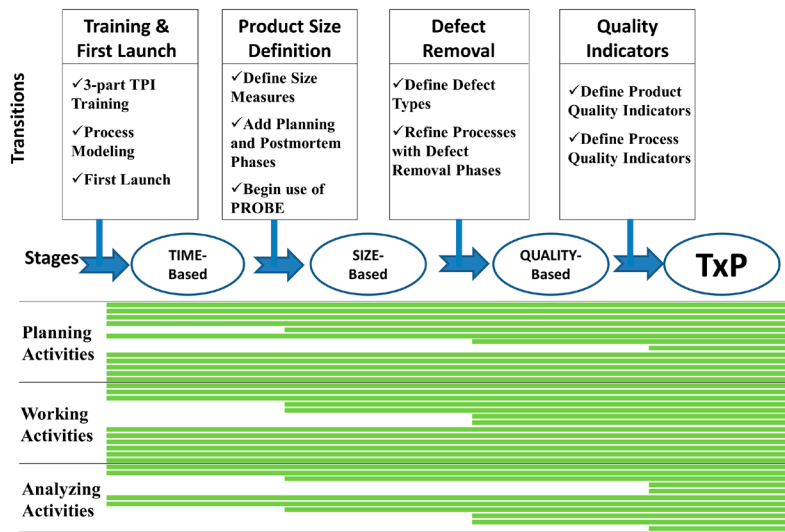 Training &
First Launch
✓3-part TPI
Training
✓Process
Modeling
✓First Launch
Product Size
Definition
✓Define Size
Measures
✓Add Planning
and Postmortem
Phases
✓Begin use of
PROBE
Defect
Removal
✓Define Defect
Types
✓Refine Processes
with Defect
Removal Phases
Quality
Indicators
✓Define Product
Quality Indicators
✓Define Process
Quality Indicators
Transitions
Stages
TIME-
Based
SIZE-
Based
QUALITY-
Based
TxP
Planning
Activities
Working
Activities
Analyzing
Activities